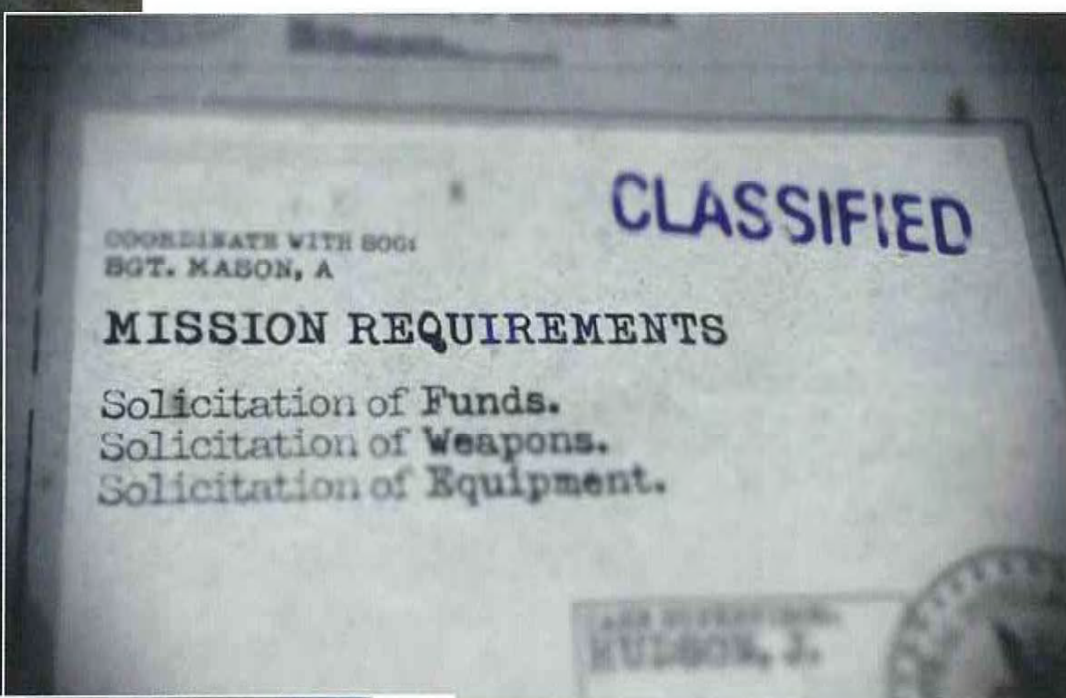 CLASSIFIED
COORDINATE WITH SOG:
SGT. MASON, A
MISSION REQUIREMENTS
Solicitation of Funds.
Solicitation of Weapons.
Solicitation of Equipment.
HUDSON, J.